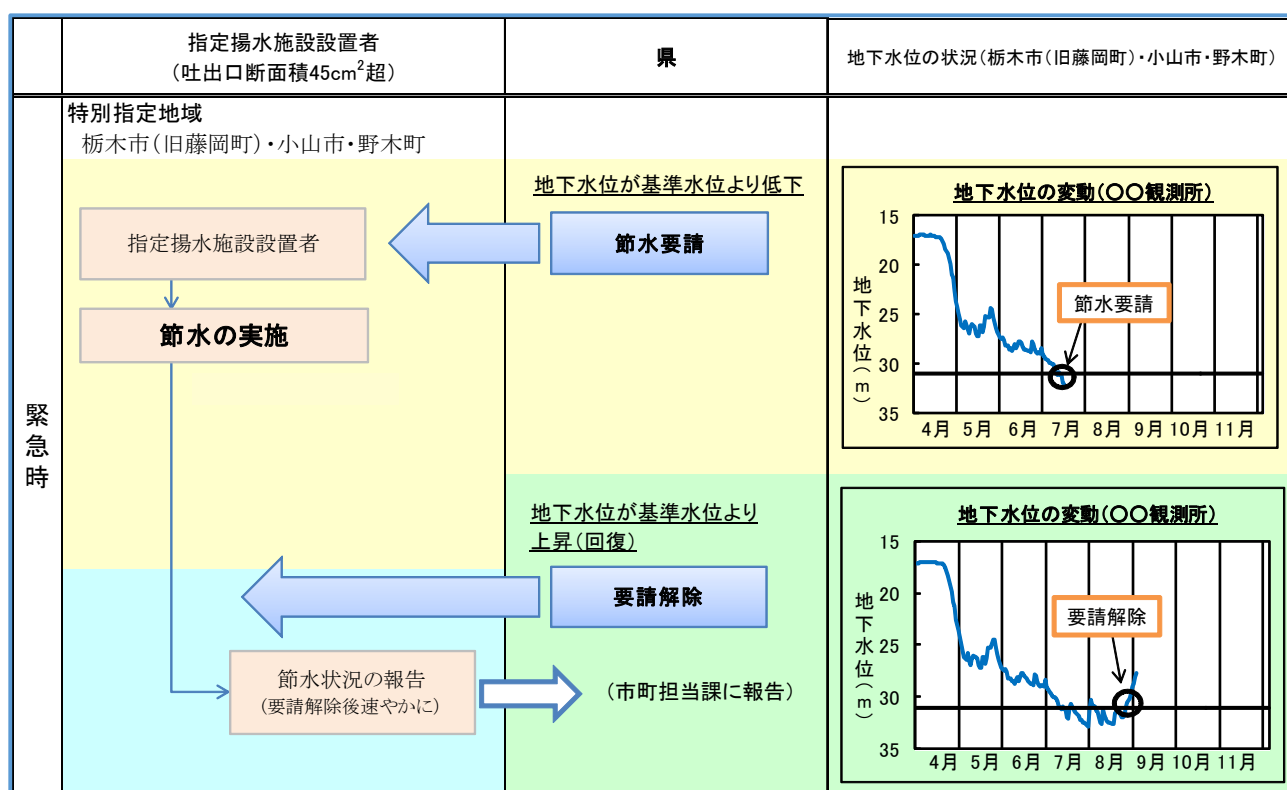 指定揚水施設設置者
(吐出口断面積45cm²超)
県
地下水位の状況(栃木市(旧藤岡町)・小山市・野木町)
緊急時
特別指定地域
栃木市(旧藤岡町)・小山市・野木町
地下水位が基準水位より低下
指定揚水施設設置者
節水要請
節水の実施
地下水位の変動(〇〇観測所)
地下水位(m)
15
20
25
30
35
節水要請
4月 5月 6月 7月 8月 9月 10月 11月
地下水位が基準水位より
上昇(回復)
要請解除
節水状況の報告
(要請解除後速やかに)
(市町担当課に報告)
地下水位の変動(〇〇観測所)
地下水位(m)
15
20
25
30
35
要請解除
4月 5月 6月 7月 8月 9月 10月 11月